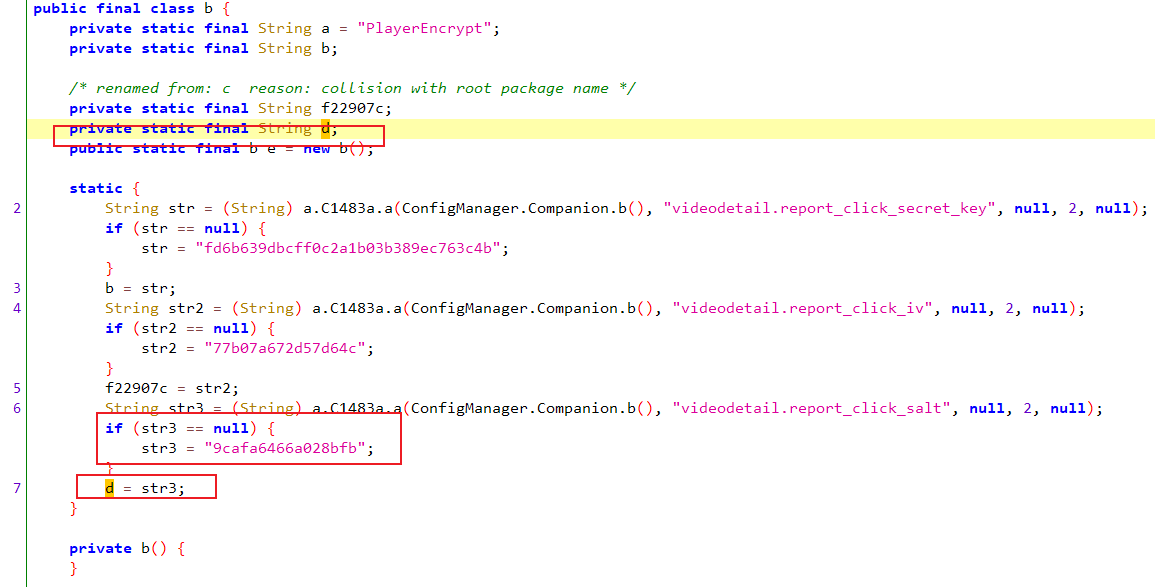 public final class b {
private static final String a = "PlayerEncrypt";
private static final String b;
/* renamed from: c  reason: collision with root package name */
private static final String f22907c;
private static final String d;
public static final b e = new b();
static {
2 String str = (String) a.C1483a.a(ConfigManager.Companion.b(), "videodetail.report_click_secret_key", null, 2, null);
if (str == null) {
str = "fd6b639dbcff0c2a1b03b389ec763c4b";
}
3 b = str;
4 String str2 = (String) a.C1483a.a(ConfigManager.Companion.b(), "videodetail.report_click_iv", null, 2, null);
if (str2 == null) {
str2 = "77b07a672d57d64c";
}
5 f22907c = str2;
6 String str3 = (String) a.C1483a.a(ConfigManager.Companion.b(), "videodetail.report_click_salt", null, 2, null);
if (str3 == null) {
str3 = "9cafa6466a028bfb";
}
7 d = str3;
}
private b() {
}